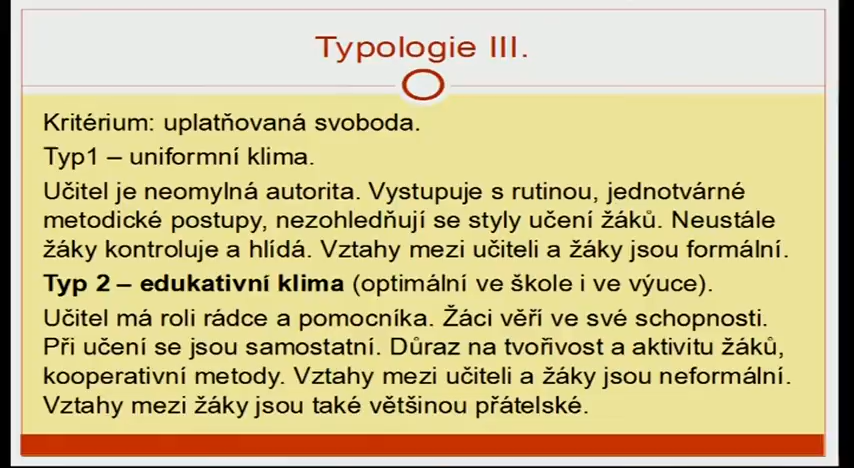 Typologie III.
Kritérium: uplatňovaná svoboda.
Typ1 – uniformní klima.
Učitel je neomylná autorita. Vystupuje s rutinou, jednotvárné
metodické postupy, nezohledňují se styly učení žáků. Neustále
žáky kontroluje a hlídá. Vztahy mezi učiteli a žáky jsou formální.
Typ 2 – edukativní klima (optimální ve škole i ve výuce).
Učitel má roli rádce a pomocníka. Žáci věří ve své schopnosti.
Při učení se jsou samostatní. Důraz na tvořivost a aktivitu žáků,
kooperativní metody. Vztahy mezi učiteli a žáky jsou neformální.
Vztahy mezi žáky jsou také většinou přátelské.